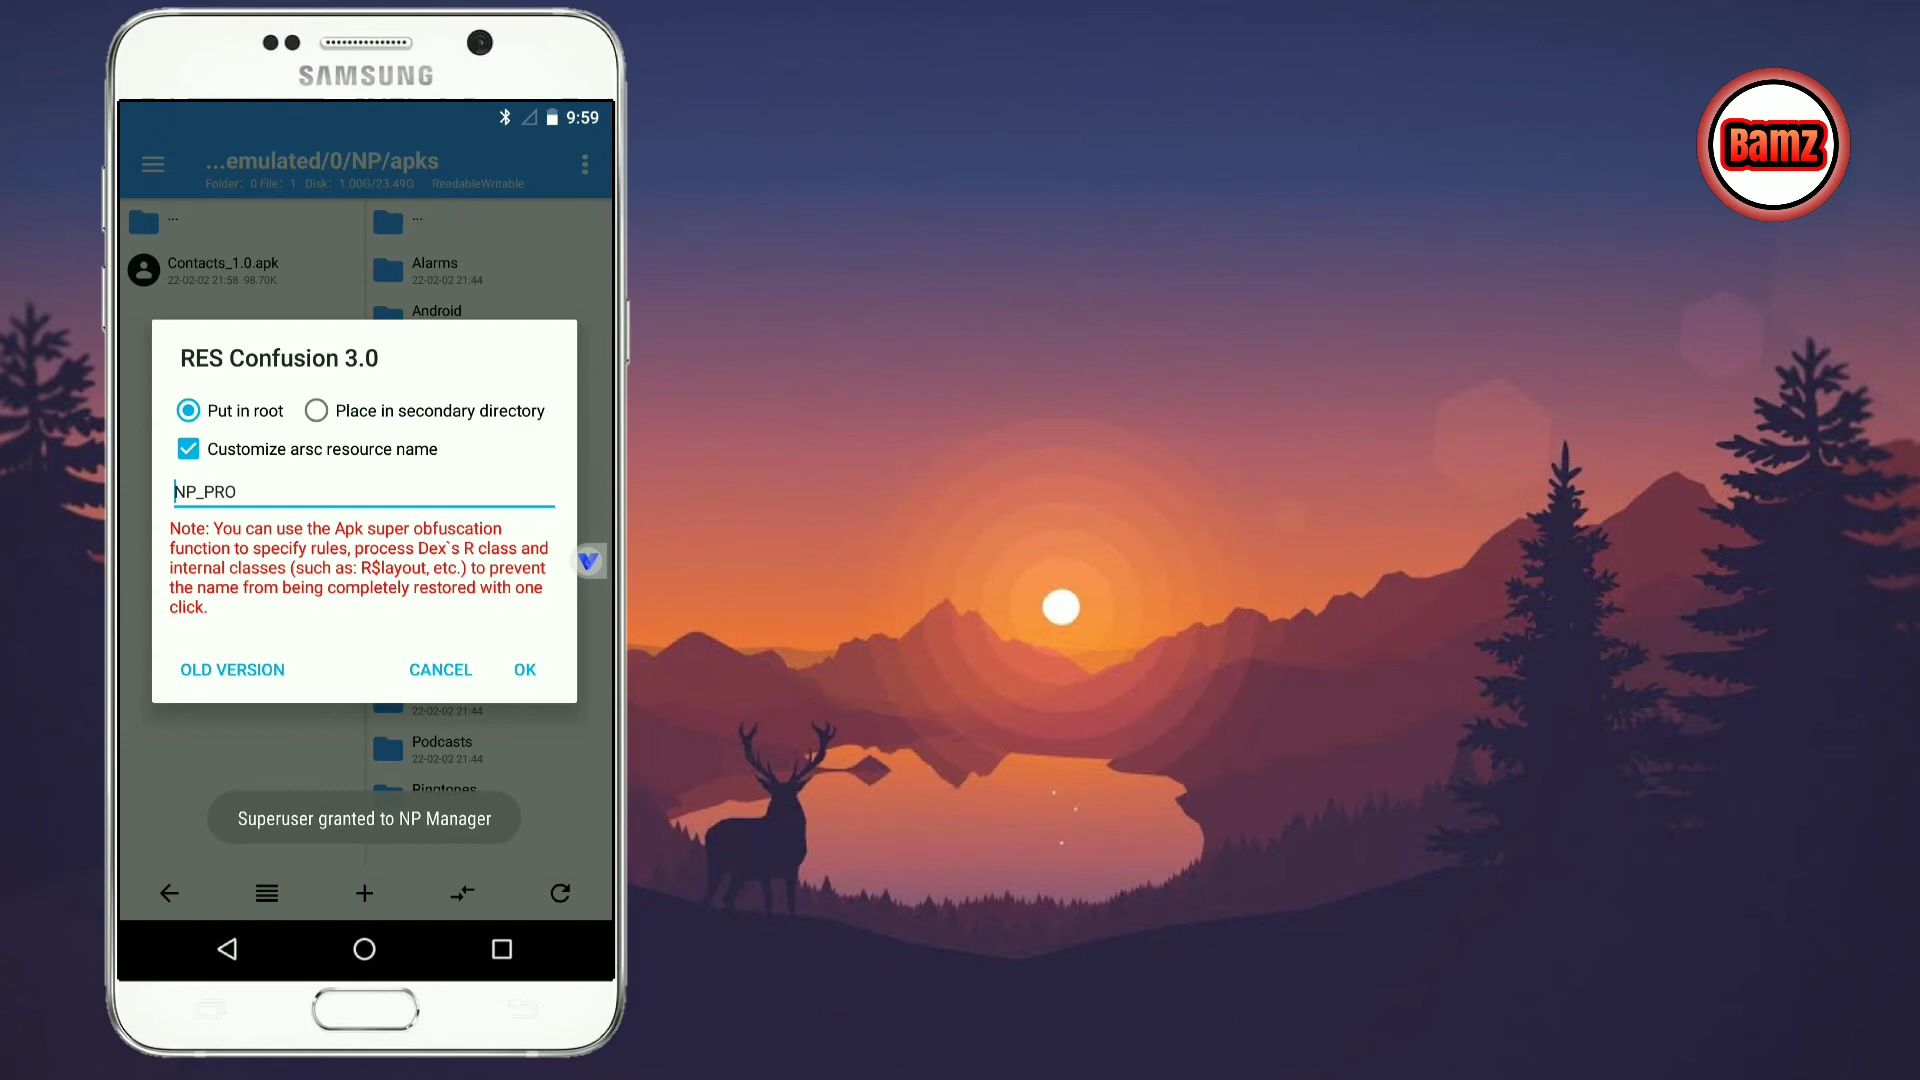 SAMSUNG
9:59
...emulated/0/NP/apks
Folder: 0 File: 1 Disk: 1.00G/23.49G ReadableWritable
...
...
Contacts_1.0.apk
22-02-02 21:58 98.70K
Alarms
22-02-02 21:44
Android
RES Confusion 3.0
Put in root
Place in secondary directory
Customize arsc resource name
NP_PRO
Note: You can use the Apk super obfuscation
function to specify rules, process Dex`s R class and
internal classes (such as: R$layout, etc.) to prevent
the name from being completely restored with one
click.
OLD VERSION
CANCEL
OK
22-02-02 21:44
Podcasts
22-02-02 21:44
Ringtones
Superuser granted to NP Manager
Bamz